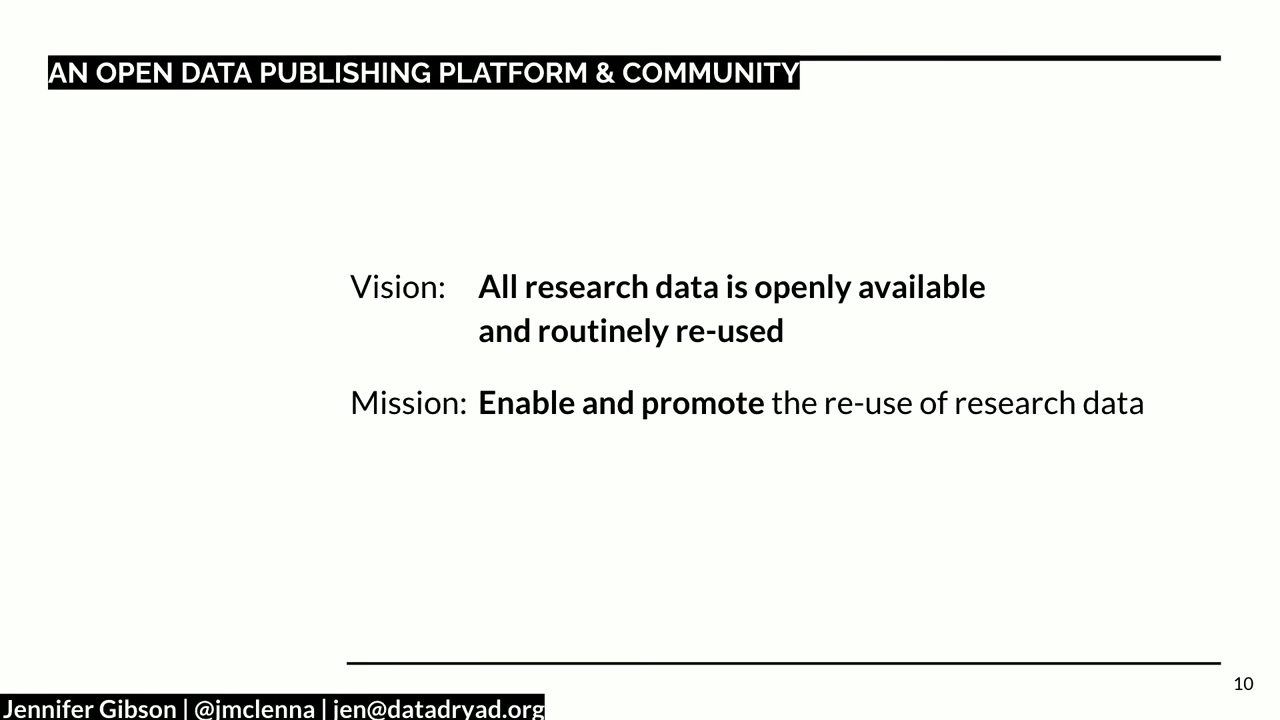 AN OPEN DATA PUBLISHING PLATFORM & COMMUNITY
Vision: All research data is openly available
and routinely re-used
Mission: Enable and promote the re-use of research data
10
Jennifer Gibson | @jmclenna | jen@datadryad.org